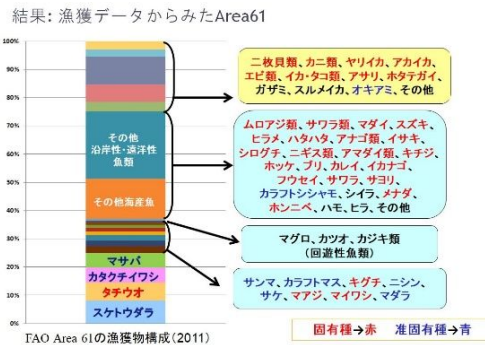 結果: 漁獲データからみたArea61
100%
90%
80%
70%
60%
50%
40%
30%
20%
10%
0%
その他
沿岸性・遠洋性
魚類
その他海産魚
マサバ
カタクチイワシ
タチウオ
スケトウダラ
二枚貝類、カニ類、ヤリイカ、アカイカ、
エビ類、イカ・タコ類、アサリ、ホタテガイ、
ガザミ、スルメイカ、オキアミ、その他
ムロアジ類、サワラ類、マダイ、スズキ、
ヒラメ、ハタハタ、アナゴ類、イサキ、
シログチ、ニギス類、アマダイ類、キチジ、
ホッケ、ブリ、カレイ、イカナゴ、
フウセイ、サワラ、サヨリ、
カラフトシシャモ、シイラ、メナダ、
ホンニベ、ハモ、ヒラ、その他
マグロ、カツオ、カジキ類
(回遊性魚類)
サンマ、カラフトマス、キグチ、ニシン、
サケ、マアジ、マイワシ、マダラ
FAO Area 61の漁獲物構成(2011)
固有種→赤 准固有種→青